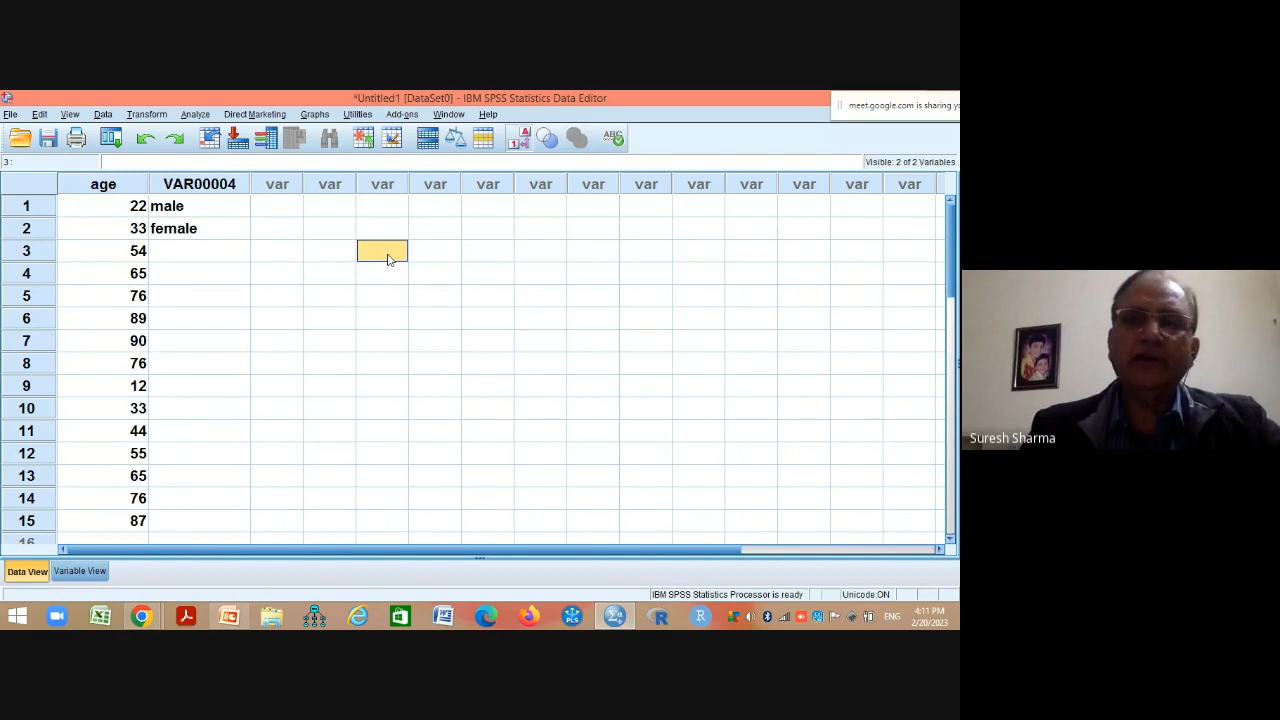 *Untitled1 [DataSet0] - IBM SPSS Statistics Data Editor
meet.google.com is sharing yo
File Edit View Data Transform Analyze Direct Marketing Graphs Utilities Add-ons Window Help
3 :
Visible: 2 of 2 Variables
age VAR00004 var var var var var var var var var var var var var
1 22 male
2 33 female
3 54
4 65
5 76
6 89
7 90
8 76
9 12
10 33
11 44
12 55
13 65
14 76
15 87
16
Data View Variable View
IBM SPSS Statistics Processor is ready Unicode:ON
PLS
R
R
ENG
4:11 PM
2/20/2023
Suresh Sharma